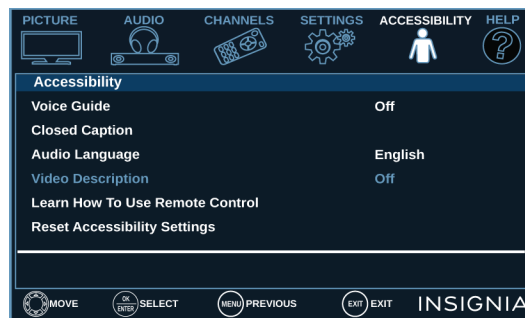 PICTURE AUDIO CHANNELS SETTINGS ACCESSIBILITY HELP
Accessibility
Voice Guide Off
Closed Caption
Audio Language English
Video Description Off
Learn How To Use Remote Control
Reset Accessibility Settings
MOVE OK ENTER SELECT MENU PREVIOUS EXIT EXIT INSIGNIA